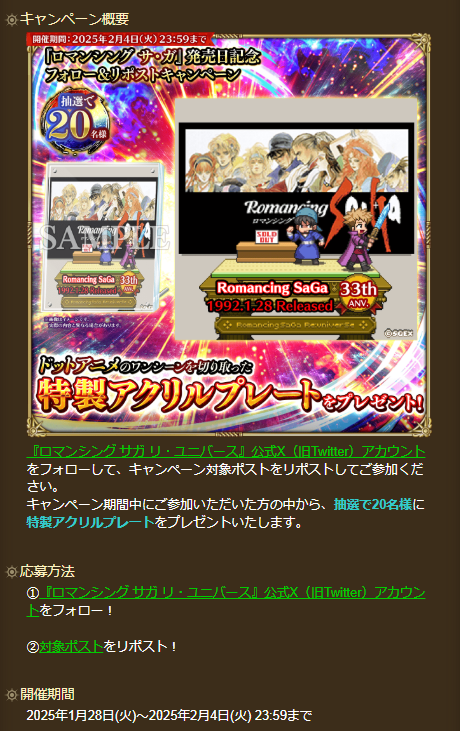 キャンペーン概要
開催期間：2025年2月4日(火) 23:59まで
『ロマンシング サ・ガ』発売日記念
フォロー&リポストキャンペーン
抽選で
20名様
Romancing
ロマンシング
SaGa
SOLD OUT
Romancing SaGa
33th
1992.1.28 Released
ANV.
RomancingSaGa Re;univerSe
Romancing
SAMPLE
Romancing SaGa
33th
1992.1.28 Released
©SQEX
ドットアニメのワンシーンを切り取った
特製アクリルプレートをプレゼント!
『ロマンシング サガ リ・ユニバース』公式X（旧Twitter）アカウント
をフォローして、キャンペーン対象ポストをリポストしてご参加くだ
さい。
キャンペーン期間中にご参加いただいた方の中から、抽選で20名様に
特製アクリルプレートをプレゼントいたします。
応募方法
①『ロマンシング サガ リ・ユニバース』公式X（旧Twitter）アカウン
トをフォロー！
②対象ポストをリポスト！
開催期間
2025年1月28日(火)～2025年2月4日(火) 23:59まで